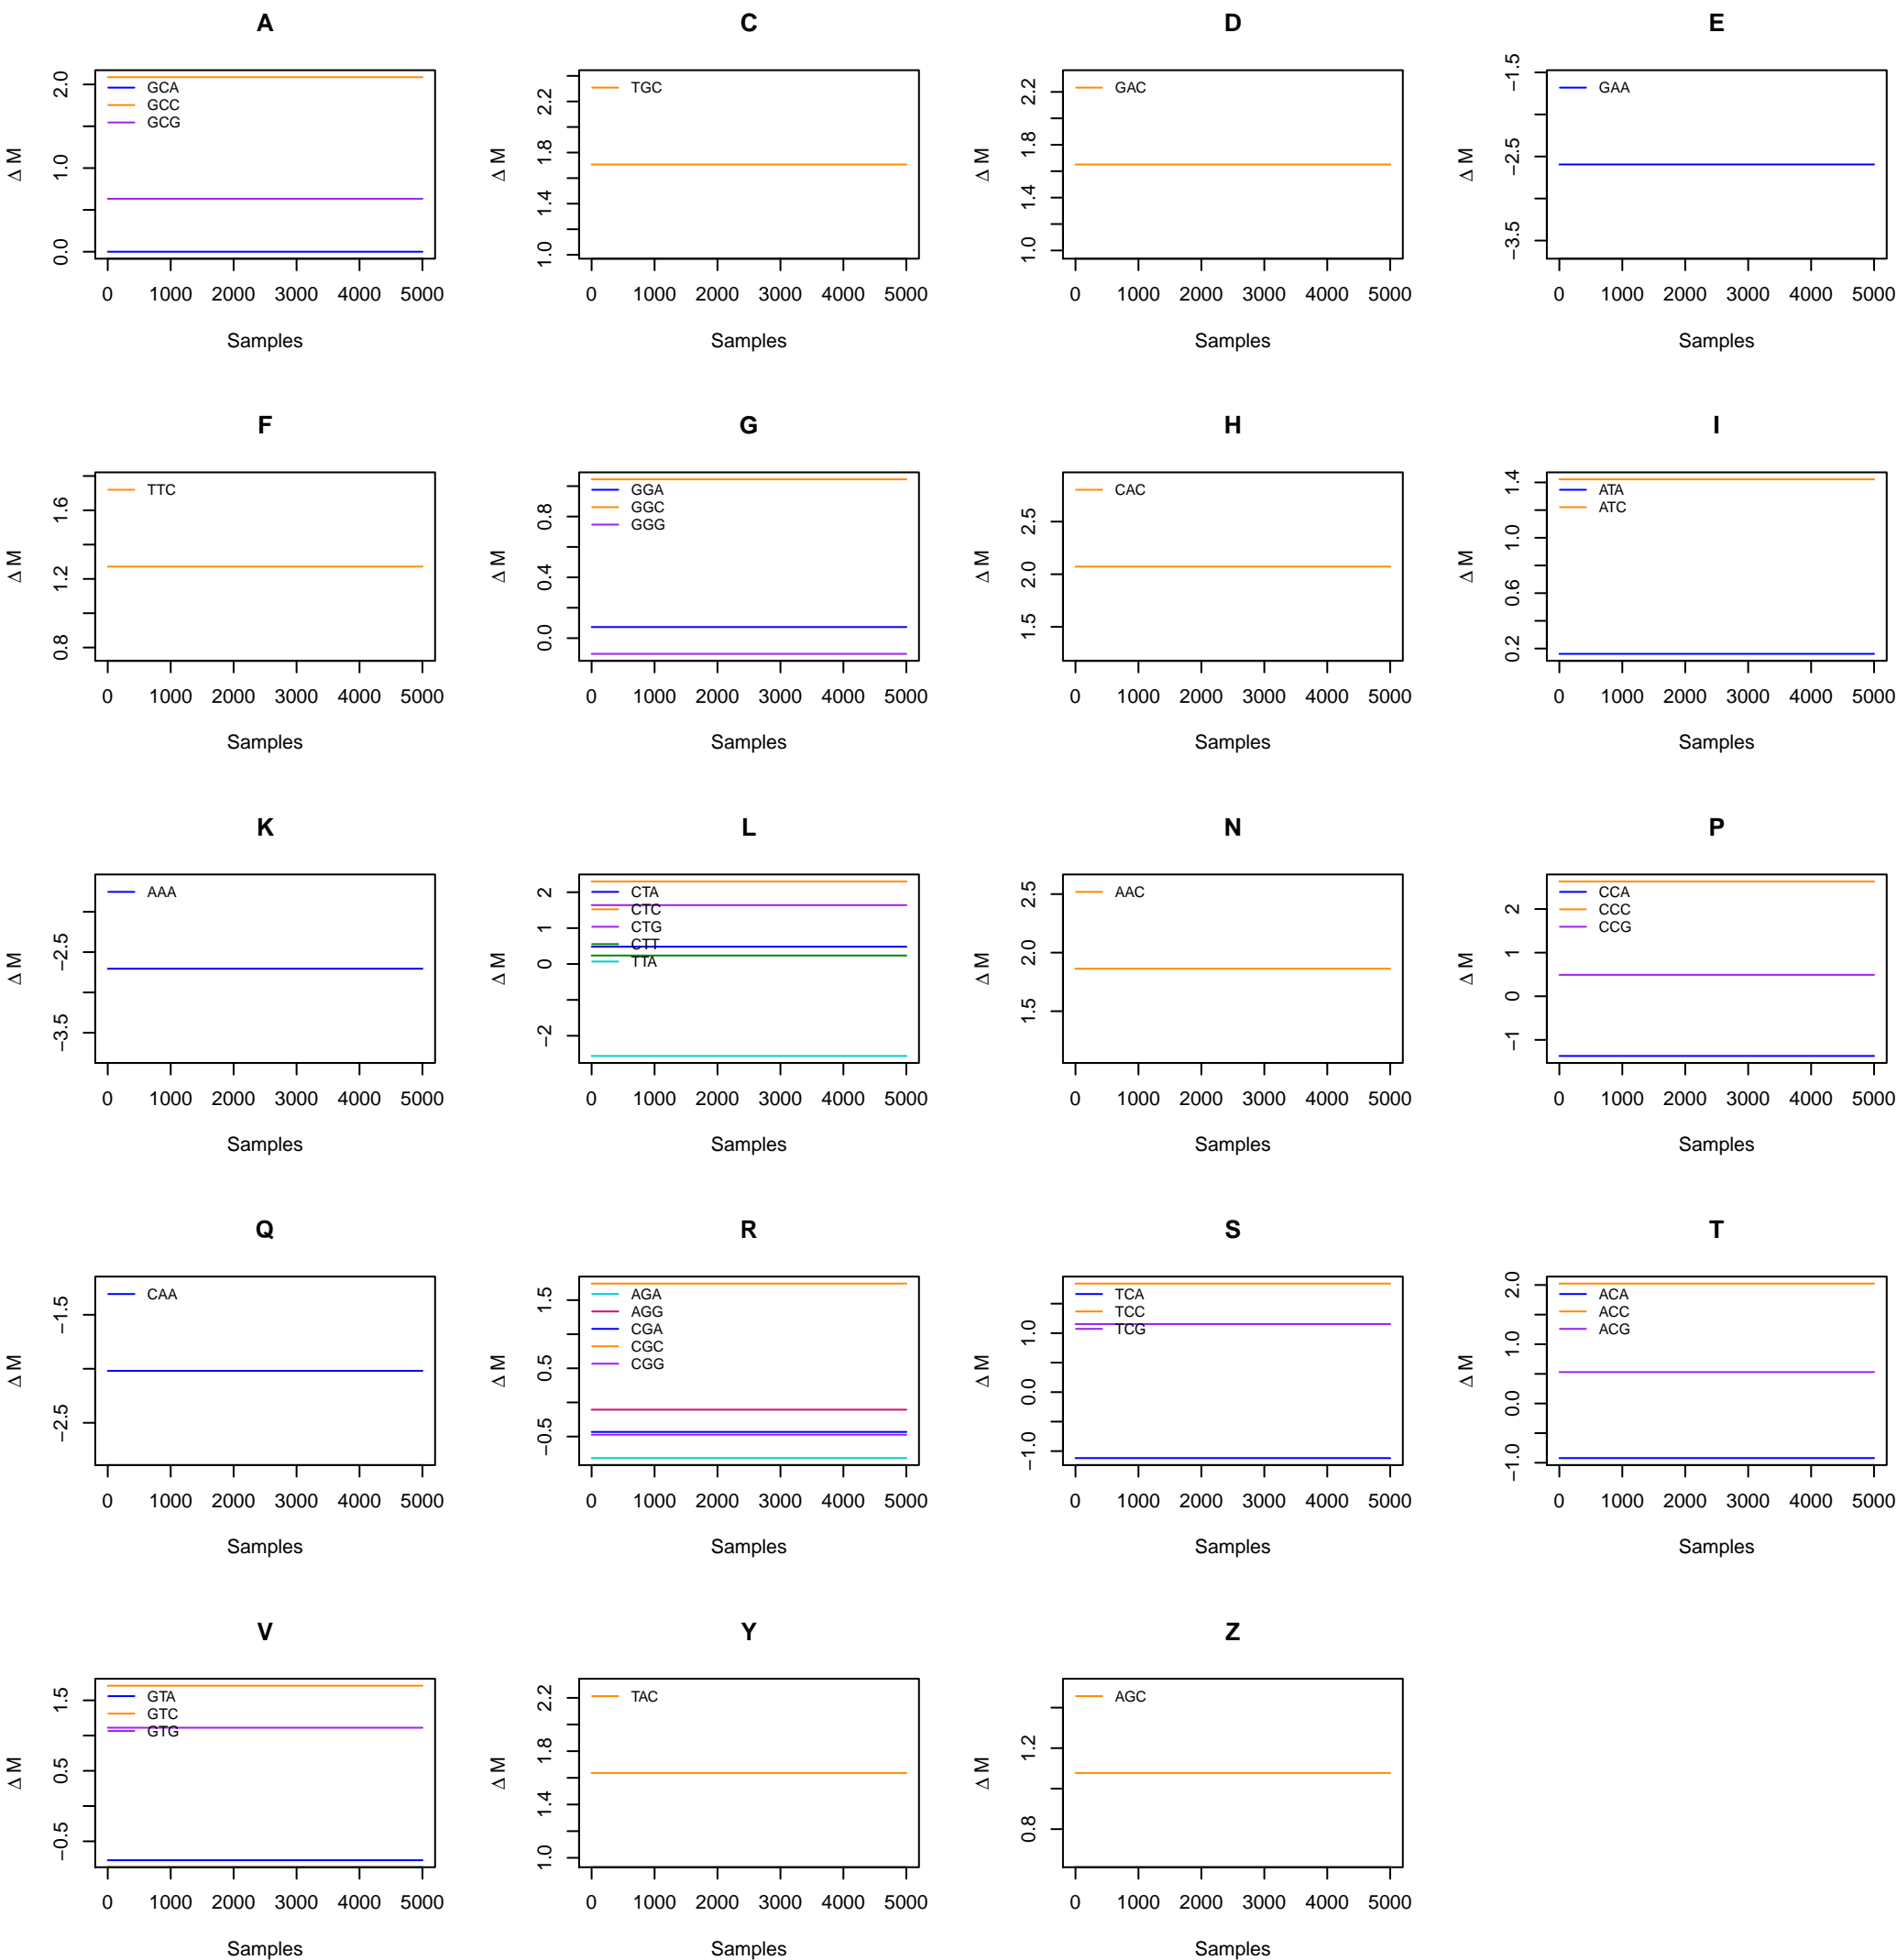 A
Δ M
0.0 1.0 2.0
GCA
GCC
GCG
0 1000 2000 3000 4000 5000
Samples
C
Δ M
1.0 1.4 1.8 2.2
TGC
0 1000 2000 3000 4000 5000
Samples
D
Δ M
1.0 1.4 1.8 2.2
GAC
0 1000 2000 3000 4000 5000
Samples
E
Δ M
−3.5 −2.5 −1.5
GAA
0 1000 2000 3000 4000 5000
Samples
F
Δ M
0.8 1.2 1.6
TTC
0 1000 2000 3000 4000 5000
Samples
G
Δ M
0.0 0.4 0.8
GGA
GGC
GGG
0 1000 2000 3000 4000 5000
Samples
H
Δ M
1.5 2.0 2.5
CAC
0 1000 2000 3000 4000 5000
Samples
I
Δ M
0.2 0.6 1.0 1.4
ATA
ATC
0 1000 2000 3000 4000 5000
Samples
K
Δ M
−3.5 −2.5
AAA
0 1000 2000 3000 4000 5000
Samples
L
Δ M
−2 0 1 2
CTA
CTC
CTG
CTT
TTA
0 1000 2000 3000 4000 5000
Samples
N
Δ M
1.5 2.0 2.5
AAC
0 1000 2000 3000 4000 5000
Samples
P
Δ M
−1 0 1 2
CCA
CCC
CCG
0 1000 2000 3000 4000 5000
Samples
Q
Δ M
−2.5 −1.5
CAA
0 1000 2000 3000 4000 5000
Samples
R
Δ M
−0.5 0.5 1.5
AGA
AGG
CGA
CGC
CGG
0 1000 2000 3000 4000 5000
Samples
S
Δ M
−1.0 0.0 1.0
TCA
TCC
TCG
0 1000 2000 3000 4000 5000
Samples
T
Δ M
−1.0 0.0 1.0 2.0
ACA
ACC
ACG
0 1000 2000 3000 4000 5000
Samples
V
Δ M
−0.5 0.5 1.5
GTA
GTC
GTG
0 1000 2000 3000 4000 5000
Samples
Y
Δ M
1.0 1.4 1.8 2.2
TAC
0 1000 2000 3000 4000 5000
Samples
Z
Δ M
0.8 1.2
AGC
0 1000 2000 3000 4000 5000
Samples